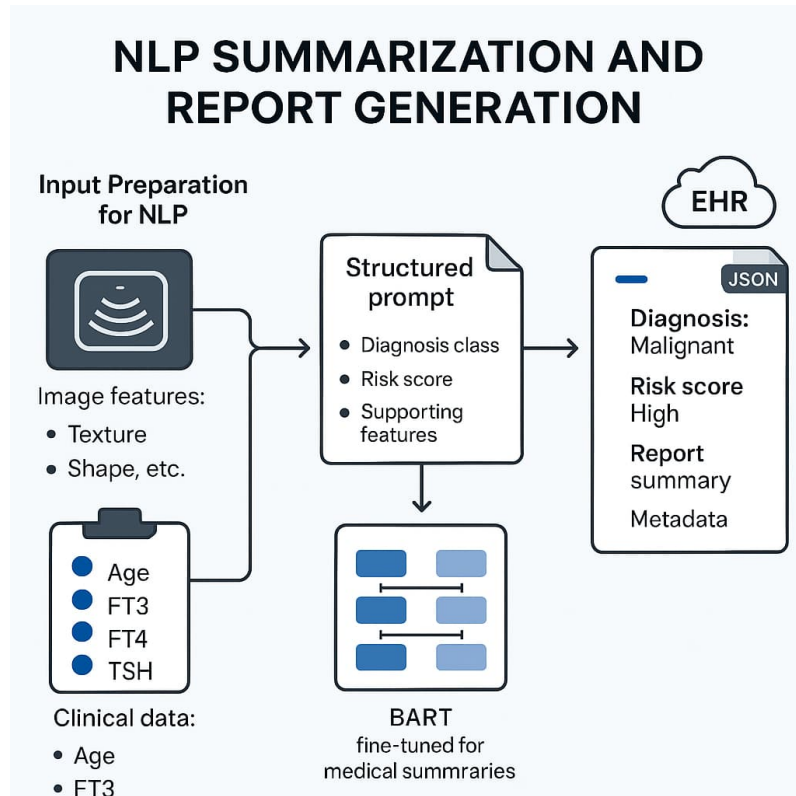 NLP SUMMARIZATION AND
REPORT GENERATION
Input Preparation
for NLP
Image features:
• Texture
• Shape, etc.
Age
FT3
FT4
TSH
Clinical data:
• Age
• FT3
Structured
prompt
• Diagnosis class
• Risk score
• Supporting
features
BART
fine-tuned for
medical summraries
EHR
JSON
Diagnosis:
Malignant
Risk score
High
Report
summary
Metadata